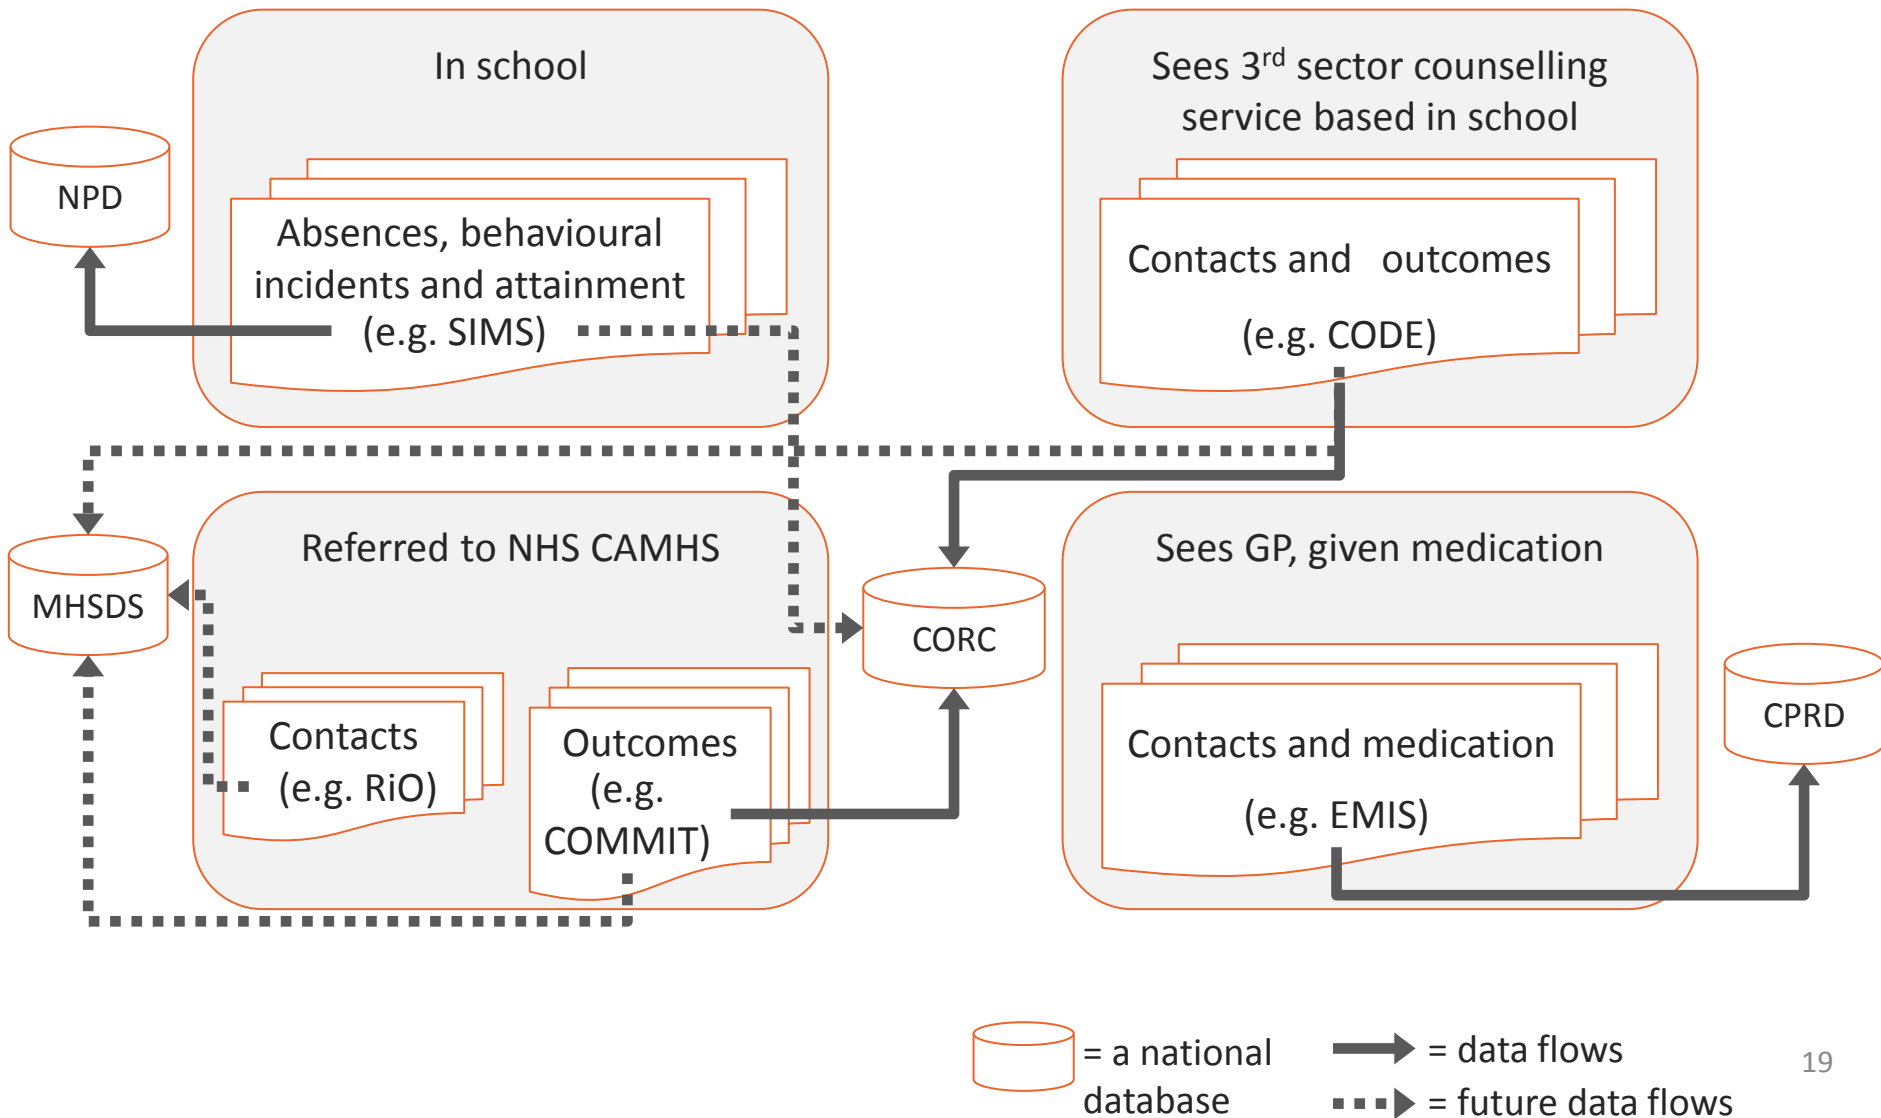 In school
Sees 3rd sector counselling
service based in school
NPD
Absences, behavioural
incidents and attainment
(e.g. SIMS)
Contacts and outcomes
(e.g. CODE)
MHSDS
Referred to NHS CAMHS
Contacts
(e.g. RiO)
Outcomes
(e.g.
COMMIT)
CORC
Sees GP, given medication
Contacts and medication
(e.g. EMIS)
CPRD
= a national
database
= data flows
= future data flows
19